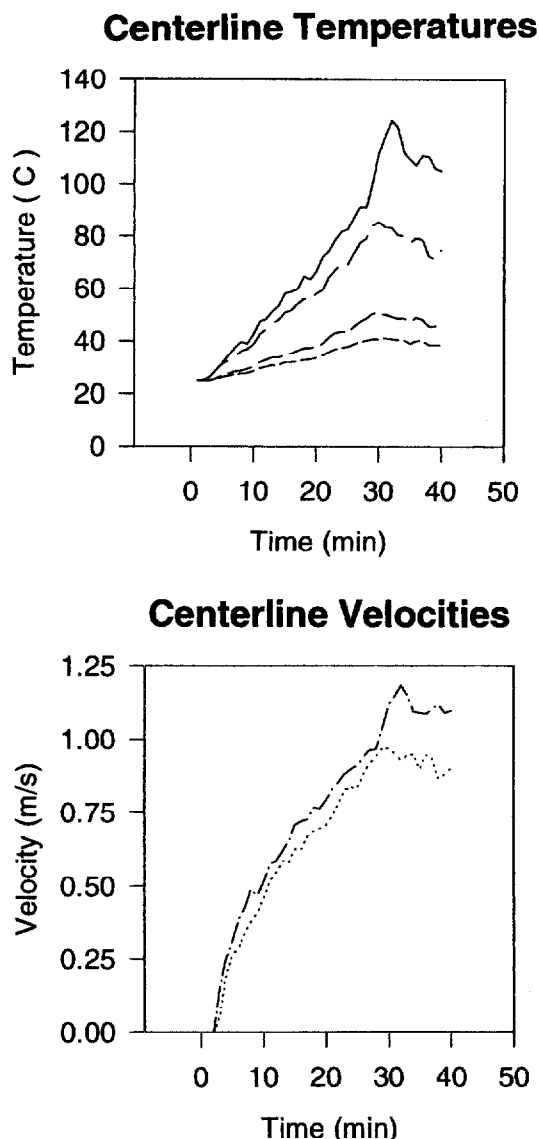 Centerline Temperatures
140
120
100
80
60
40
20
0
Temperature ( C )
0 10 20 30 40 50
Time (min)
Centerline Velocities
1.25
1.00
0.75
0.50
0.25
0.00
Velocity (m/s)
0 10 20 30 40 50
Time (min)